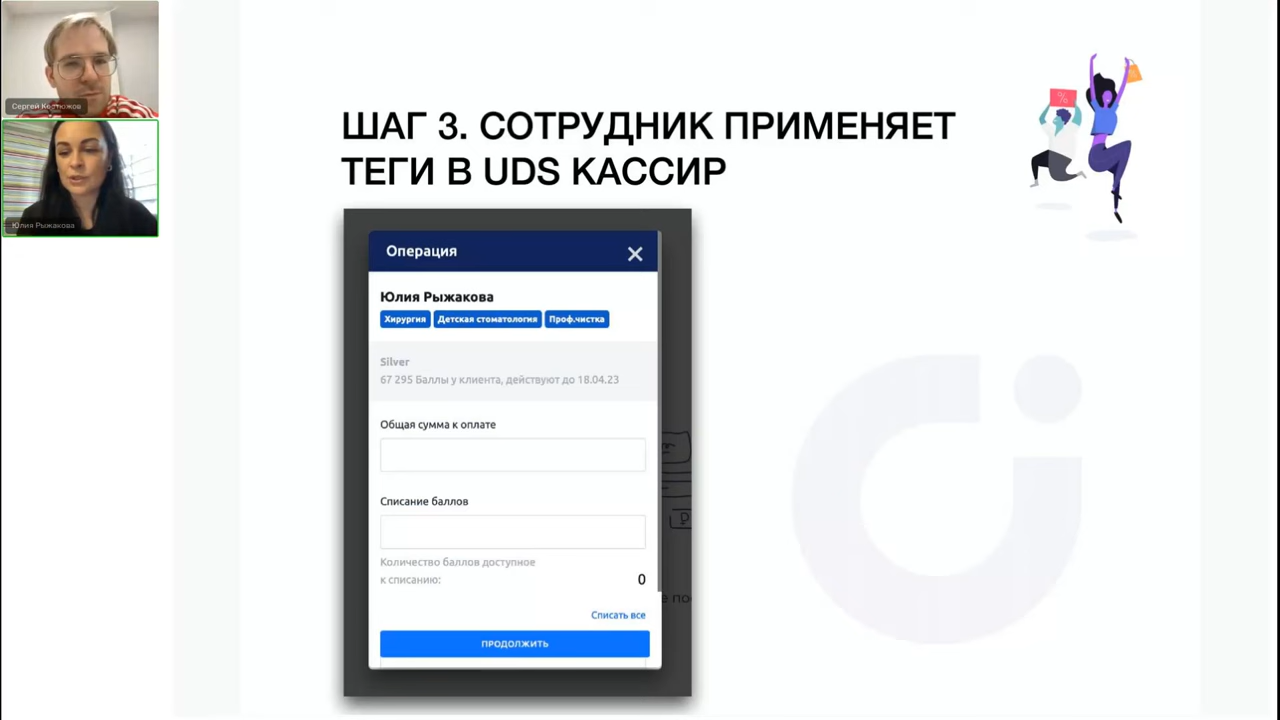 Сергей Костюжов
Юлия Рыжакова
ШАГ 3. СОТРУДНИК ПРИМЕНЯЕТ
ТЕГИ В UDS КАССИР
%
Операция
Юлия Рыжакова
Хирургия Детская стоматология Проф.чистка
Silver
67 295 Баллы у клиента, действуют до 18.04.23
Общая сумма к оплате
Списание баллов
Количество баллов доступное
к списанию: 0
е по
Списать все
ПРОДОЛЖИТЬ